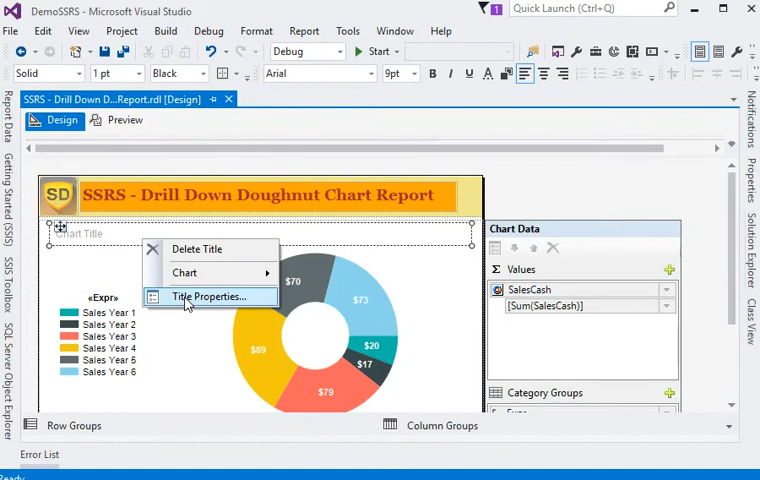 DemoSSRS - Microsoft Visual Studio
1
Quick Launch (Ctrl+Q)
File Edit View Project Build Debug Format Report Tools Window Help
Debug Start
Solid 1 pt Black Arial 9pt B I U A
SSRS - Drill Down D...Report.rdl [Design]
Design Preview
SD
SSRS - Drill Down Doughnut Chart Report
Chart Title
Delete Title
Chart
Title Properties...
«Expr»
Sales Year 1
Sales Year 2
Sales Year 3
Sales Year 4
Sales Year 5
Sales Year 6
$70
$73
$20
$17
$79
$89
Chart Data
Σ Values
SalesCash
[Sum(SalesCash)]
Category Groups
Row Groups
Column Groups
Error List
Ready
Report Data
Getting Started (SSIS)
SSIS Toolbox
SQL Server Object Explorer
Notifications
Properties
Solution Explorer
Class View